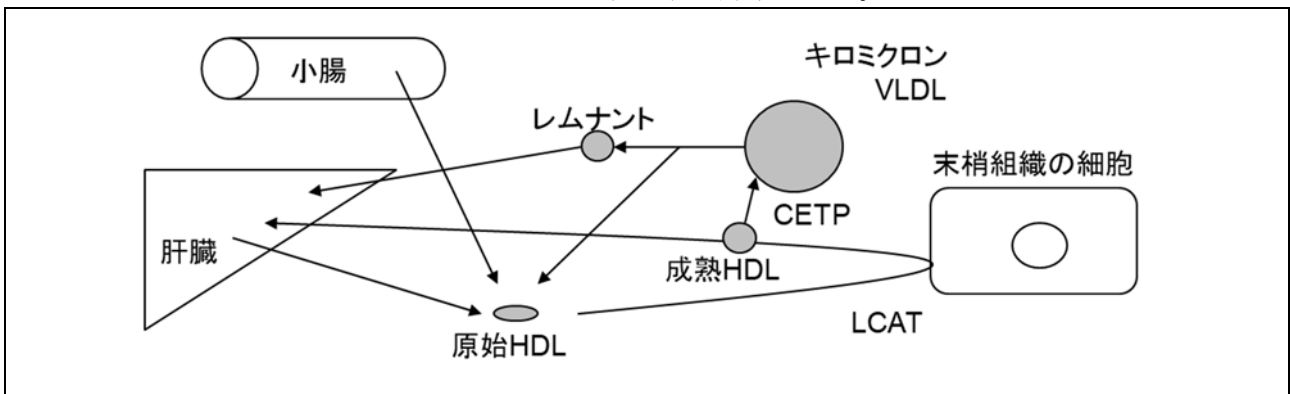 小腸
キロミクロン
VLDL
レムナント
末梢組織の細胞
CETP
肝臓
成熟HDL
LCAT
原始HDL